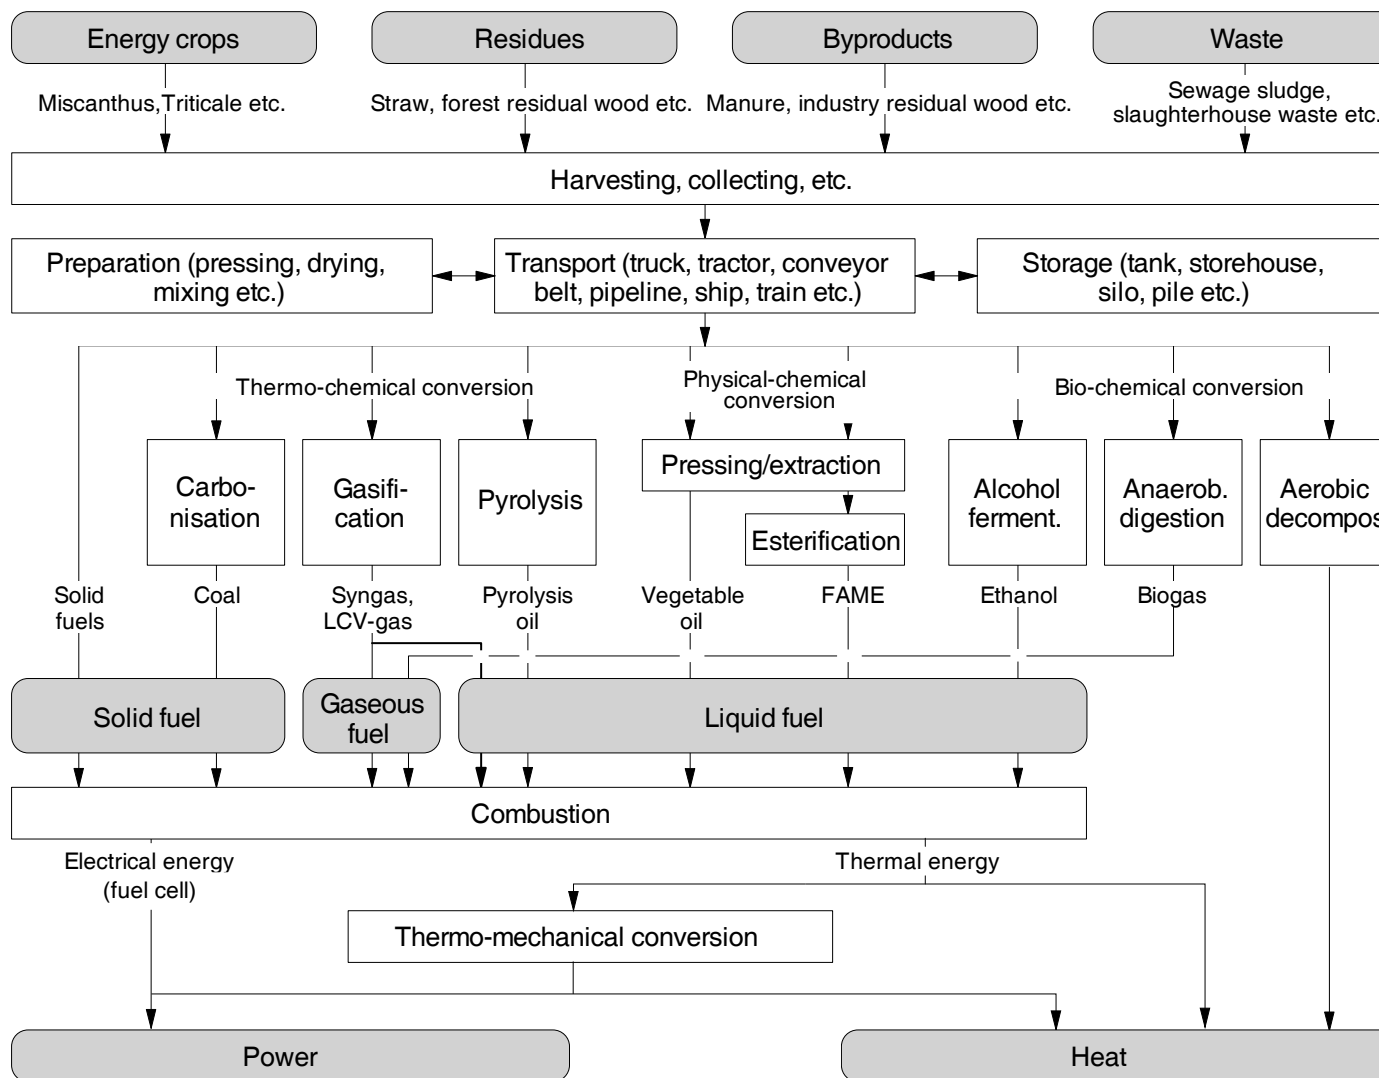 Energy crops
Residues
Byproducts
Waste
Miscanthus,Triticale etc.
Straw, forest residual wood etc.
Manure, industry residual wood etc.
Sewage sludge,
slaughterhouse waste etc.
Harvesting, collecting, etc.
Preparation (pressing, drying,
mixing etc.)
Transport (truck, tractor, conveyor
belt, pipeline, ship, train etc.)
Storage (tank, storehouse,
silo, pile etc.)
Thermo-chemical conversion
Physical-chemical
conversion
Bio-chemical conversion
Carbo-
nisation
Gasifi-
cation
Pyrolysis
Pressing/extraction
Esterification
Alcohol
ferment.
Anaerob.
digestion
Aerobic
decompos
Solid
fuels
Coal
Syngas,
LCV-gas
Pyrolysis
oil
Vegetable
oil
FAME
Ethanol
Biogas
Solid fuel
Gaseous
fuel
Liquid fuel
Combustion
Electrical energy
(fuel cell)
Thermal energy
Thermo-mechanical conversion
Power
Heat